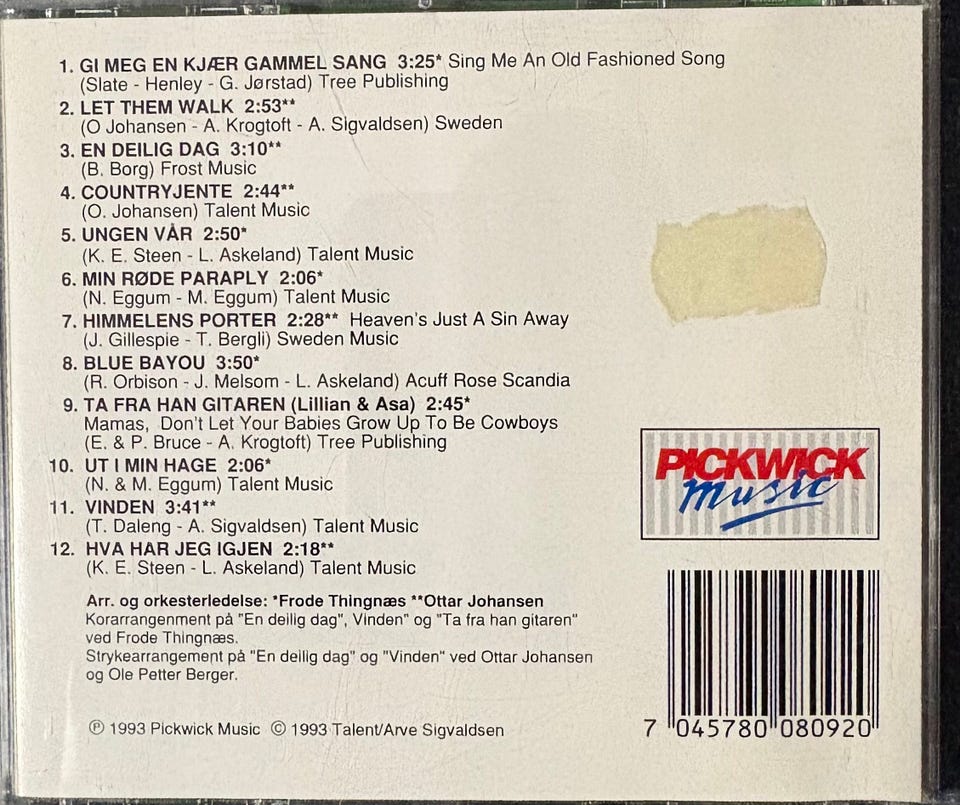 1. GI MEG EN KJÆR GAMMEL SANG 3:25* Sing Me An Old Fashioned Song
(Slate - Henley - G. Jørstad) Tree Publishing
2. LET THEM WALK 2:53**
(O Johansen - A. Krogtoft - A. Sigvaldsen) Sweden
3. EN DEILIG DAG 3:10**
(B. Borg) Frost Music
4. COUNTRYJENTE 2:44**
(O. Johansen) Talent Music
5. UNGEN VÅR 2:50*
(K. E. Steen - L. Askeland) Talent Music
6. MIN RØDE PARAPLY 2:06*
(N. Eggum - M. Eggum) Talent Music
7. HIMMELENS PORTER 2:28** Heaven's Just A Sin Away
(J. Gillespie - T. Bergli) Sweden Music
8. BLUE BAYOU 3:50*
(R. Orbison - J. Melsom - L. Askeland) Acuff Rose Scandia
9. TA FRA HAN GITAREN (Lillian & Asa) 2:45*
Mamas, Don't Let Your Babies Grow Up To Be Cowboys
(E. & P. Bruce - A. Krogtoft) Tree Publishing
10. UT I MIN HAGE 2:06*
(N. & M. Eggum) Talent Music
11. VINDEN 3:41**
(T. Daleng - A. Sigvaldsen) Talent Music
12. HVA HAR JEG IGJEN 2:18**
(K. E. Steen - L. Askeland) Talent Music
Arr. og orkesterledelse: *Frode Thingnæs **Ottar Johansen
Korarrangenment på "En deilig dag", Vinden" og "Ta fra han gitaren"
ved Frode Thingnæs.
Strykearrangement på "En deilig dag" og "Vinden" ved Ottar Johansen
og Ole Petter Berger.
℗ 1993 Pickwick Music © 1993 Talent/Arve Sigvaldsen
PICKWICK
music
7 045780 080920